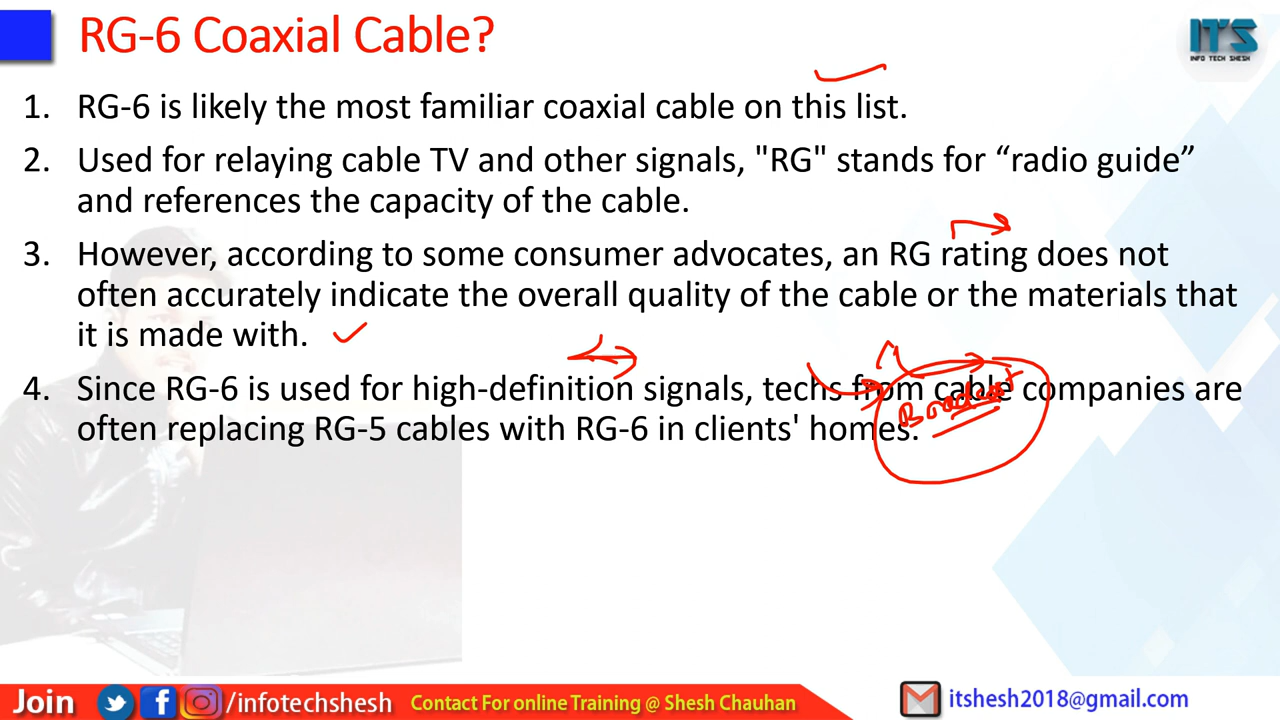 RG-6 Coaxial Cable?
ITS
INFO TECH SHESH
1. RG-6 is likely the most familiar coaxial cable on this list.
2. Used for relaying cable TV and other signals, "RG" stands for “radio guide”
and references the capacity of the cable.
3. However, according to some consumer advocates, an RG rating does not
often accurately indicate the overall quality of the cable or the materials that
it is made with.
4. Since RG-6 is used for high-definition signals, techs from cable companies are
often replacing RG-5 cables with RG-6 in clients' homes.
Join /infotechshesh Contact For online Training @ Shesh Chauhan itshesh2018@gmail.com